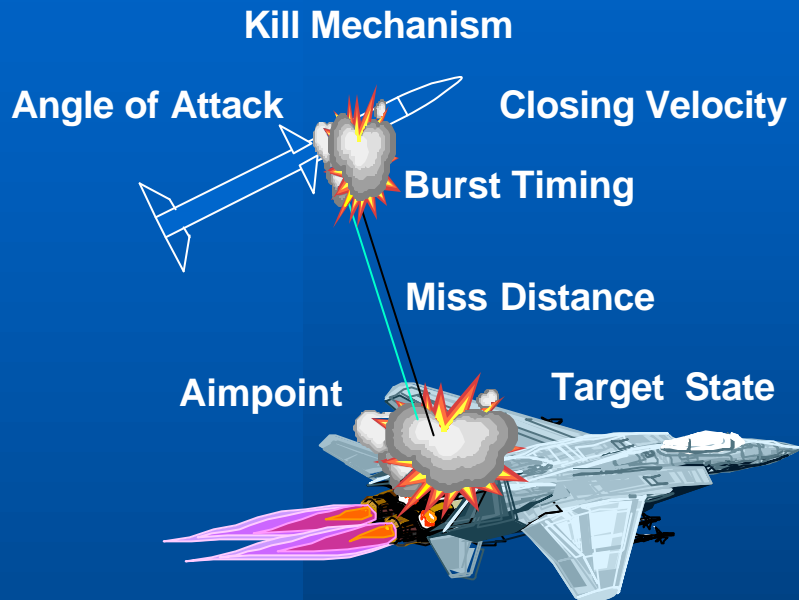 Kill Mechanism
Angle of Attack
Closing Velocity
Burst Timing
Miss Distance
Aimpoint
Target State